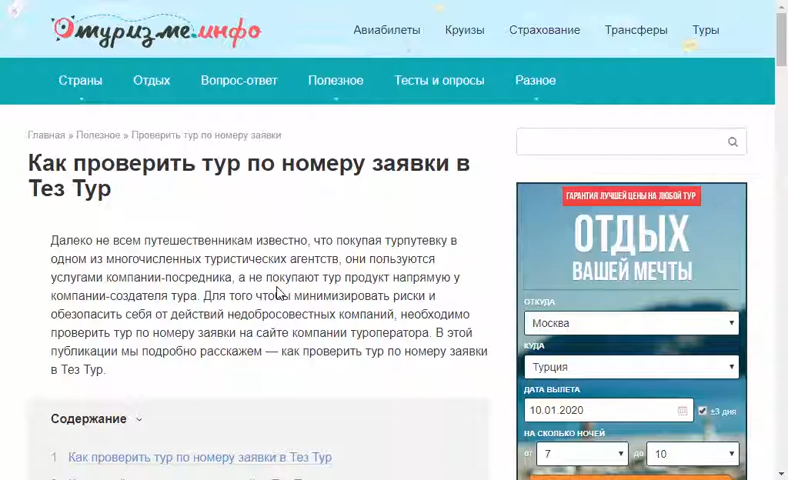 Отуризме.инфо
Авиабилеты Круизы Страхование Трансферы Туры
Страны Отдых Вопрос-ответ Полезное Тесты и опросы Разное
Главная » Полезное » Проверить тур по номеру заявки
Как проверить тур по номеру заявки в
Тез Тур
Далеко не всем путешественникам известно, что покупая турпутевку в
одном из многочисленных туристических агентств, они пользуются
услугами компании-посредника, а не покупают тур продукт напрямую у
компании-создателя тура. Для того чтобы минимизировать риски и
обезопасить себя от действий недобросовестных компаний, необходимо
проверить тур по номеру заявки на сайте компании туроператора. В этой
публикации мы подробно расскажем — как проверить тур по номеру заявки
в Тез Тур.
Содержание
1 Как проверить тур по номеру заявки в Тез Тур
ГАРАНТИЯ ЛУЧШЕЙ ЦЕНЫ НА ЛЮБОЙ ТУР
ОТДЫХ
ВАШЕЙ МЕЧТЫ
ОТКУДА
Москва
КУДА
Турция
ДАТА ВЫЛЕТА
10.01.2020 ±3 дня
НА СКОЛЬКО НОЧЕЙ
от 7 до 10